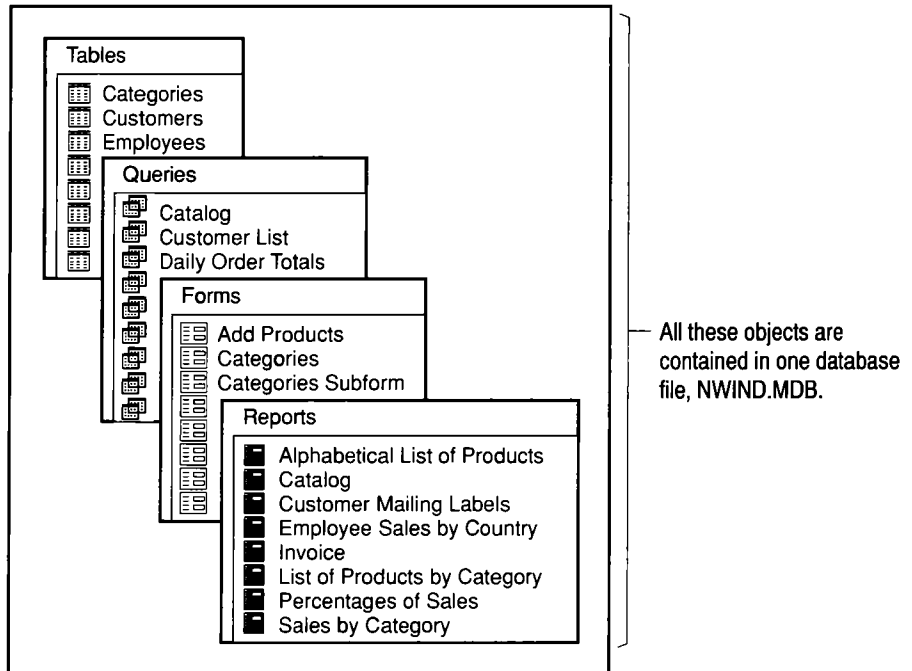 Tables
Categories
Customers
Employees
Queries
Catalog
Customer List
Daily Order Totals
Forms
Add Products
Categories
Categories Subform
Reports
Alphabetical List of Products
Catalog
Customer Mailing Labels
Employee Sales by Country
Invoice
List of Products by Category
Percentages of Sales
Sales by Category
All these objects are
contained in one database
file, NWIND.MDB.